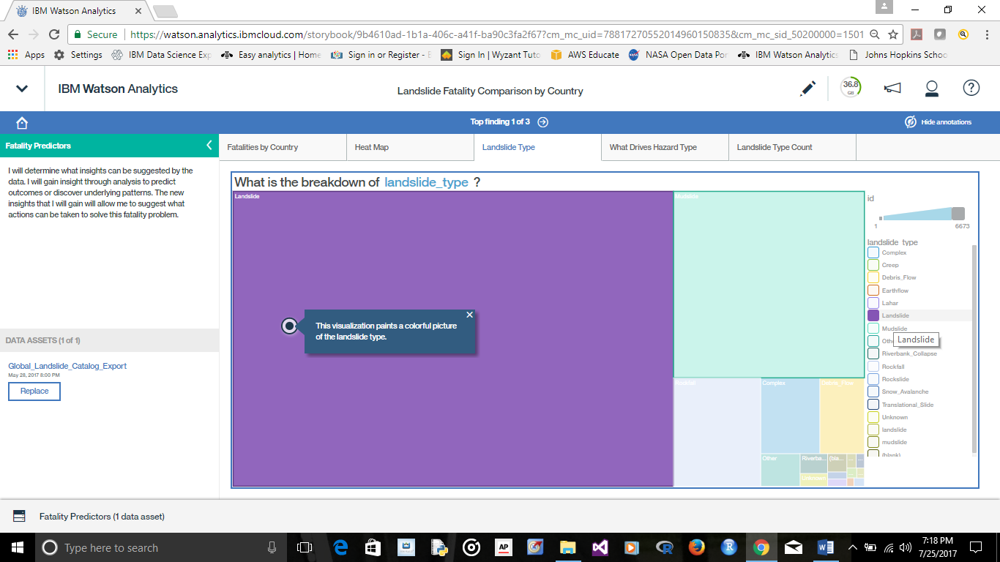 IBM Watson Analytics
Secure
https://watson.analytics.ibmcloud.com/storybook/9b4610ad-1b1a-406c-a41f-ba90c3fa2f67?cm_mc_uid=78817270552014960150835&cm_mc_sid_50200000=1501
Apps
Settings
IBM Data Science Exp
Easy analytics | Home
Sign in or Register - E
Sign In | Wyzant Tuto
AWS Educate
NASA Open Data Por
IBM Watson Analytic
Johns Hopkins Schoo
IBM Watson Analytics
Landslide Fatality Comparison by Country
36.8
GB
Top finding 1 of 3
Hide annotations
Fatality Predictors
Fatalities by Country
Heat Map
Landslide Type
What Drives Hazard Type
Landslide Type Count
I will determine what insights can be suggested by the
data. I will gain insight through analysis to predict
outcomes or discover underlying patterns. The new
insights that I will gain will allow me to suggest what
actions can be taken to solve this fatality problem.
DATA ASSETS (1 of 1)
Global_Landslide_Catalog_Export
May 28, 2017 8:00 PM
Replace
What is the breakdown of landslide_type ?
Landslide
Mudslide
Rockfall
Complex
Debris_Flow
Other
Riverba...
(bla...
Unknown
This visualization paints a colorful picture
of the landslide type.
id
1
6673
landslide_type
Complex
Creep
Debris_Flow
Earthflow
Lahar
Landslide
Mudslide
Landslide
Riverbank_Collapse
Rockfall
Rockslide
Snow_Avalanche
Translational_Slide
Unknown
landslide
mudslide
(blank)
Fatality Predictors (1 data asset)
Type here to search
7:18 PM
7/25/2017